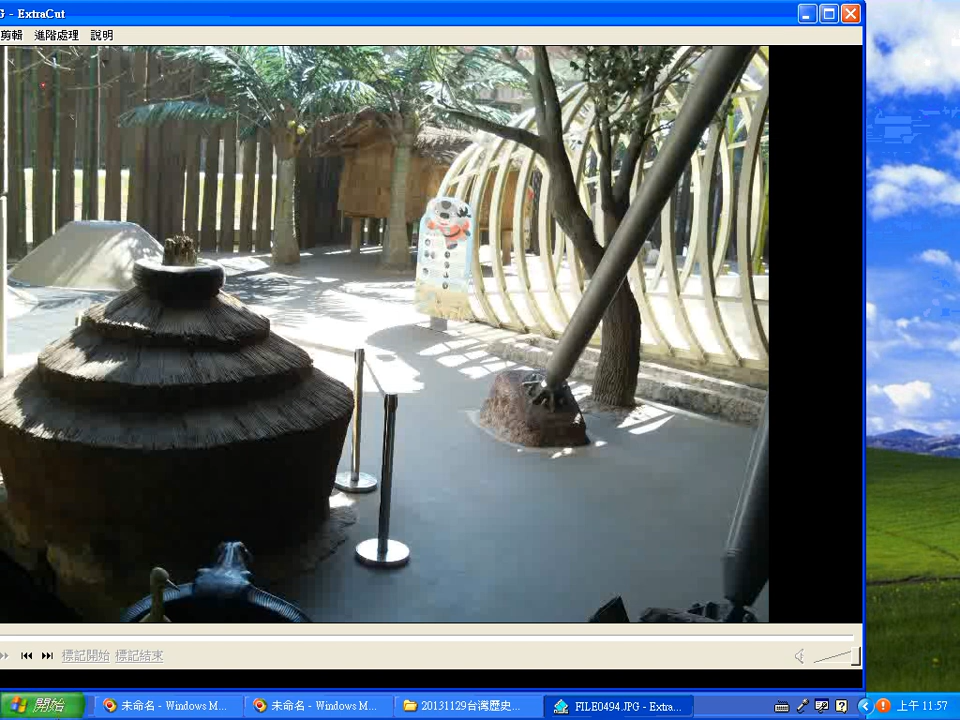 G - ExtraCut
剪輯 進階處理 說明
標記開始 標記結束
開始 未命名 - Windows M... 未命名 - Windows M... 20131129台灣歷史... FILE0494.JPG - Extra... 上午 11:57